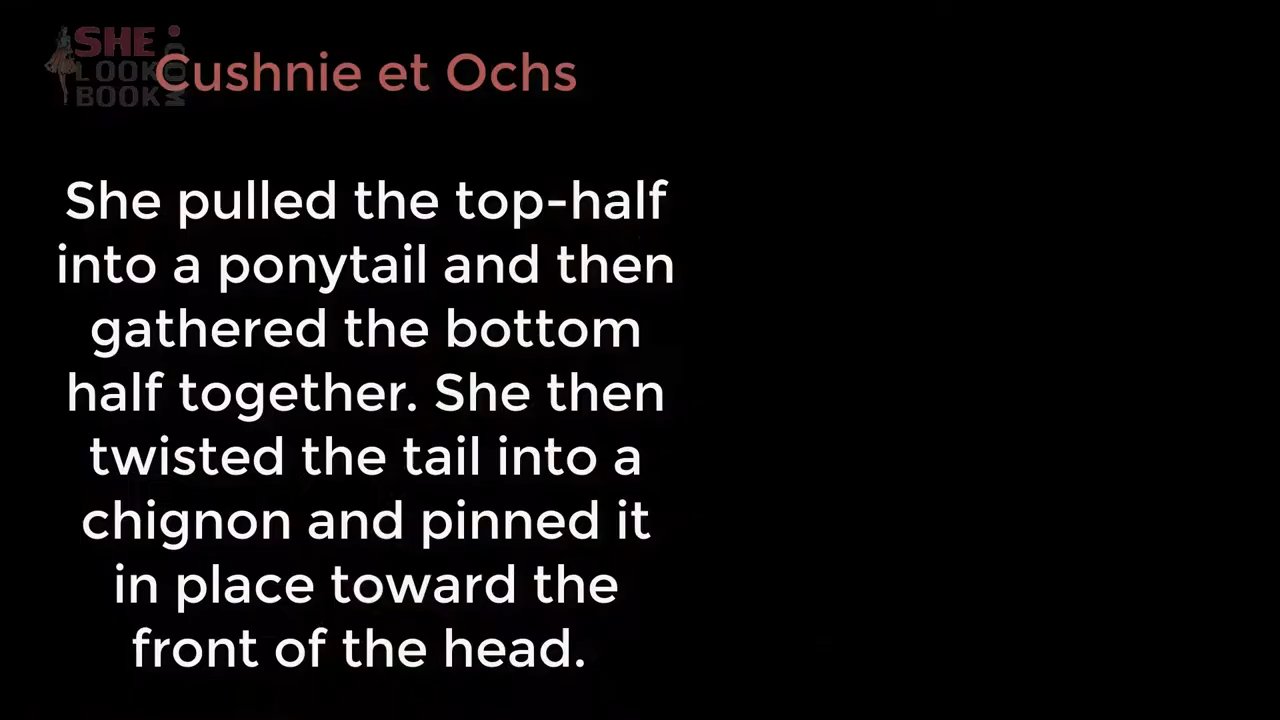 SHE
LOOK
BOOK
.COM
Cushnie et Ochs
She pulled the top-half
into a ponytail and then
gathered the bottom
half together. She then
twisted the tail into a
chignon and pinned it
in place toward the
front of the head.